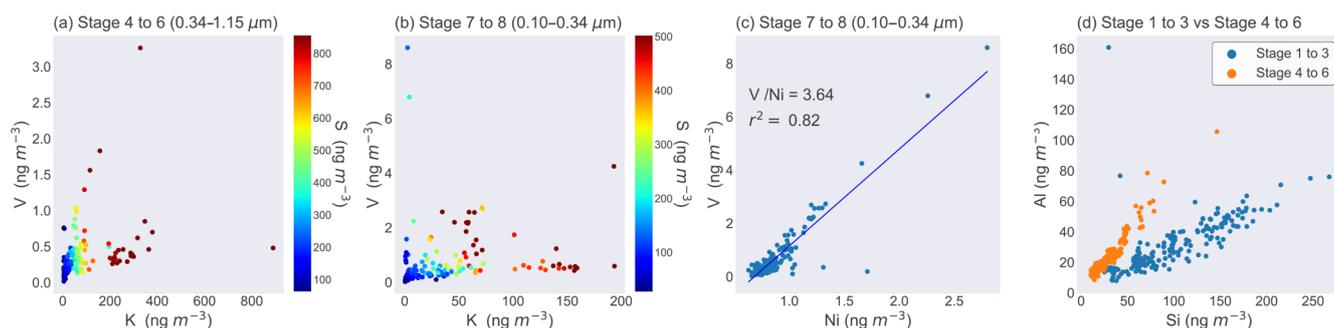 (a) Stage 4 to 6 (0.34–1.15 μm)
3.0
2.5
2.0
1.5
1.0
0.5
0.0
V (ng m⁻³)
0 200 400 600 800
K (ng m⁻³)
800
700
600
500
400
300
200
100
S (ng m⁻³)
(b) Stage 7 to 8 (0.10–0.34 μm)
8
6
4
2
0
V (ng m⁻³)
0 50 100 150 200
K (ng m⁻³)
500
400
300
200
100
S (ng m⁻³)
(c) Stage 7 to 8 (0.10–0.34 μm)
V /Ni = 3.64
r² = 0.82
8
6
4
2
0
V (ng m⁻³)
1.0 1.5 2.0 2.5
Ni (ng m⁻³)
(d) Stage 1 to 3 vs Stage 4 to 6
Stage 1 to 3
Stage 4 to 6
160
140
120
100
80
60
40
20
0
Al (ng m⁻³)
0 50 100 150 200 250
Si (ng m⁻³)